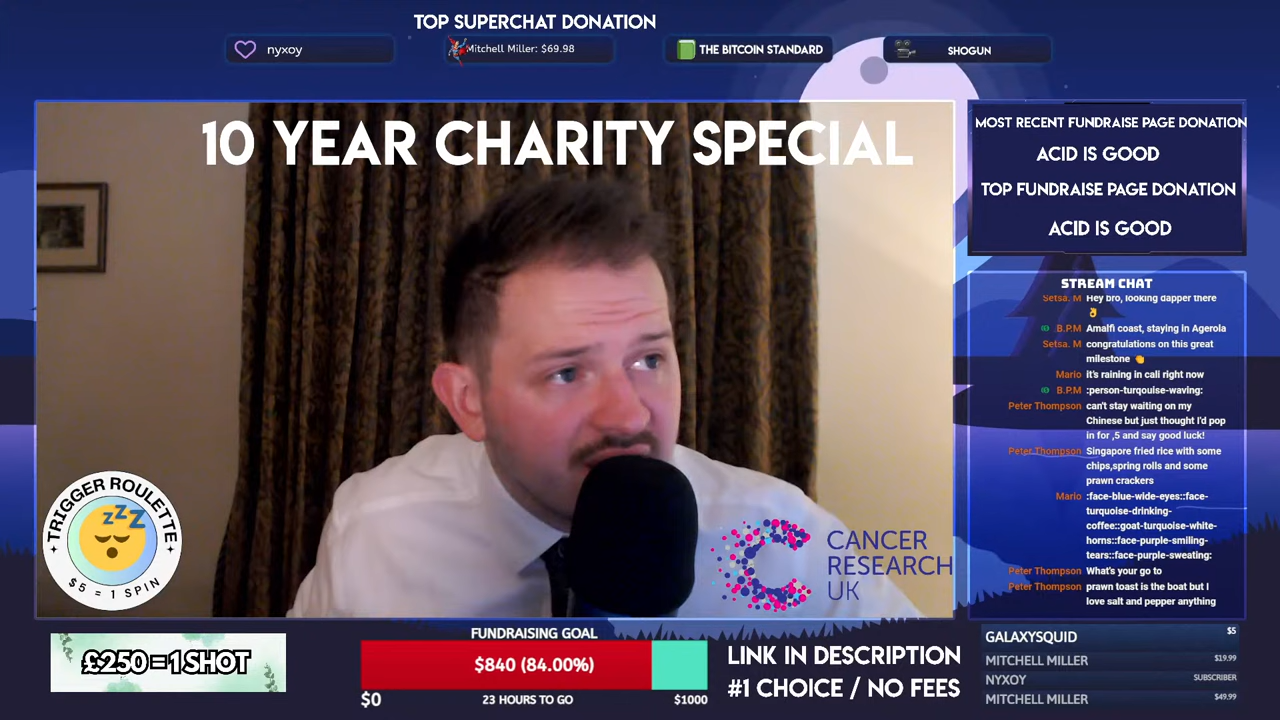 TOP SUPERCHAT DONATION
nyxoy
Mitchell Miller: $69.98
THE BITCOIN STANDARD
SHOGUN
10 YEAR CHARITY SPECIAL
MOST RECENT FUNDRAISE PAGE DONATION
ACID IS GOOD
TOP FUNDRAISE PAGE DONATION
ACID IS GOOD
STREAM CHAT
Setsa. M Hey bro, looking dapper there
👌
B.P.M Amalfi coast, staying in Agerola
Setsa. M congratulations on this great
milestone 👏
Mario it's raining in cali right now
B.P.M :person-turqouise-waving:
Peter Thompson can't stay waiting on my
Chinese but just thought I'd pop
in for ,5 and say good luck!
Peter Thompson Singapore fried rice with some
chips,spring rolls and some
prawn crackers
Mario :face-blue-wide-eyes::face-
turquoise-drinking-
coffee::goat-turquoise-white-
horns::face-purple-smiling-
tears::face-purple-sweating:
Peter Thompson What's your go to
Peter Thompson prawn toast is the boat but I
love salt and pepper anything
TRIGGER ROULETTE
zzz
$5 = 1 SPIN
CANCER
RESEARCH
UK
£250 = 1 SHOT
FUNDRAISING GOAL
$840 (84.00%)
$0
23 HOURS TO GO
$1000
LINK IN DESCRIPTION
#1 CHOICE / NO FEES
GALAXYSQUID $5
MITCHELL MILLER $19.99
NYXOY SUBSCRIBER
MITCHELL MILLER $49.99